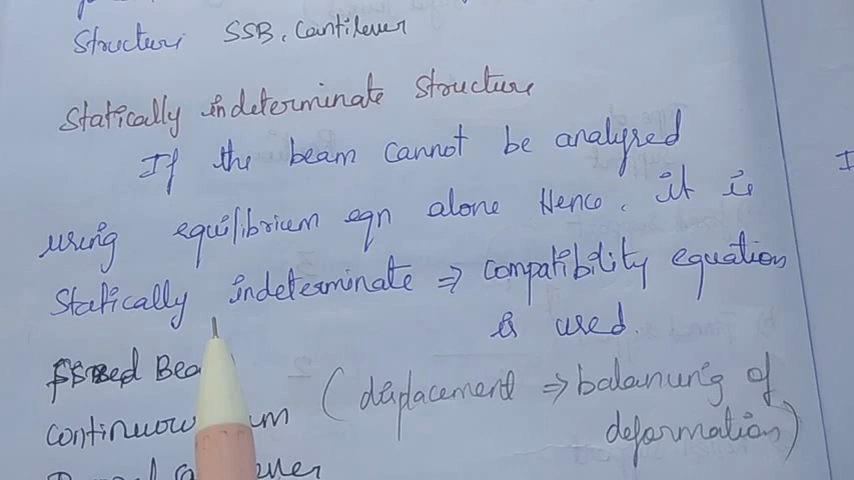 Structure SSB, Cantilever
Statically indeterminate Structure
If the beam cannot be analysed
using equilibrium eqn alone Hence, it is
Statically indeterminate ⇒ compatibility equation
is used.
Fixed Bea
(displacement ⇒ balancing of
continuou m
deformation)